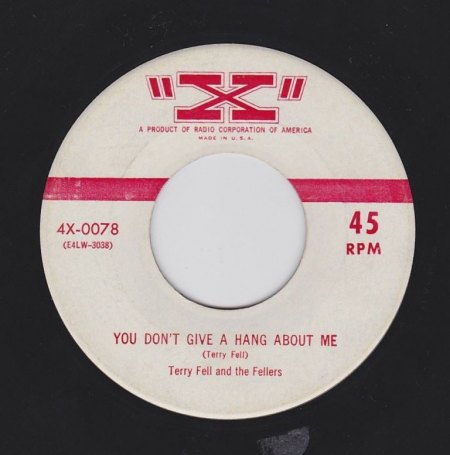 "X"
A PRODUCT OF RADIO CORPORATION OF AMERICA
MADE IN U.S.A.
4X-0078
(E4LW-3038)
45
RPM
YOU DON'T GIVE A HANG ABOUT ME
(Terry Fell)
Terry Fell and the Fellers